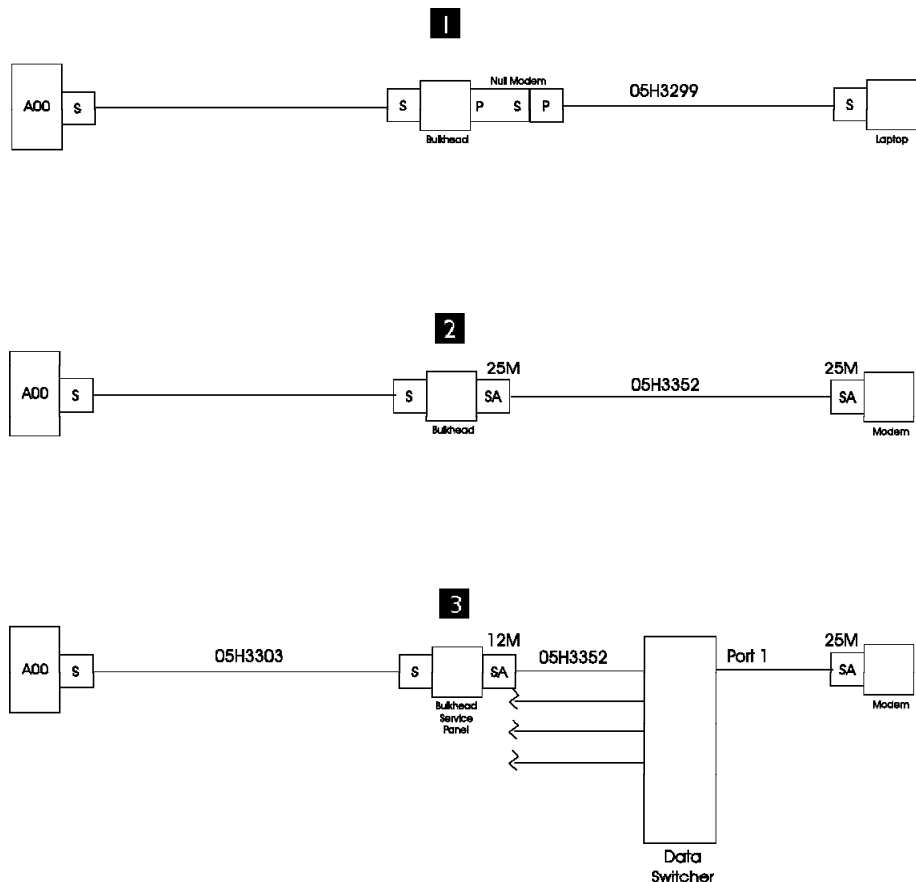 1
Null Modem
05H3299
A00 S S P S P S
Bulkhead
Laptop
2
25M 25M
05H3352
A00 S S SA SA
Bulkhead
Modem
3
12M 25M
05H3303 05H3352 Port 1
A00 S S SA SA
Bulkhead
Service
Panel
Modem
Data
Switcher